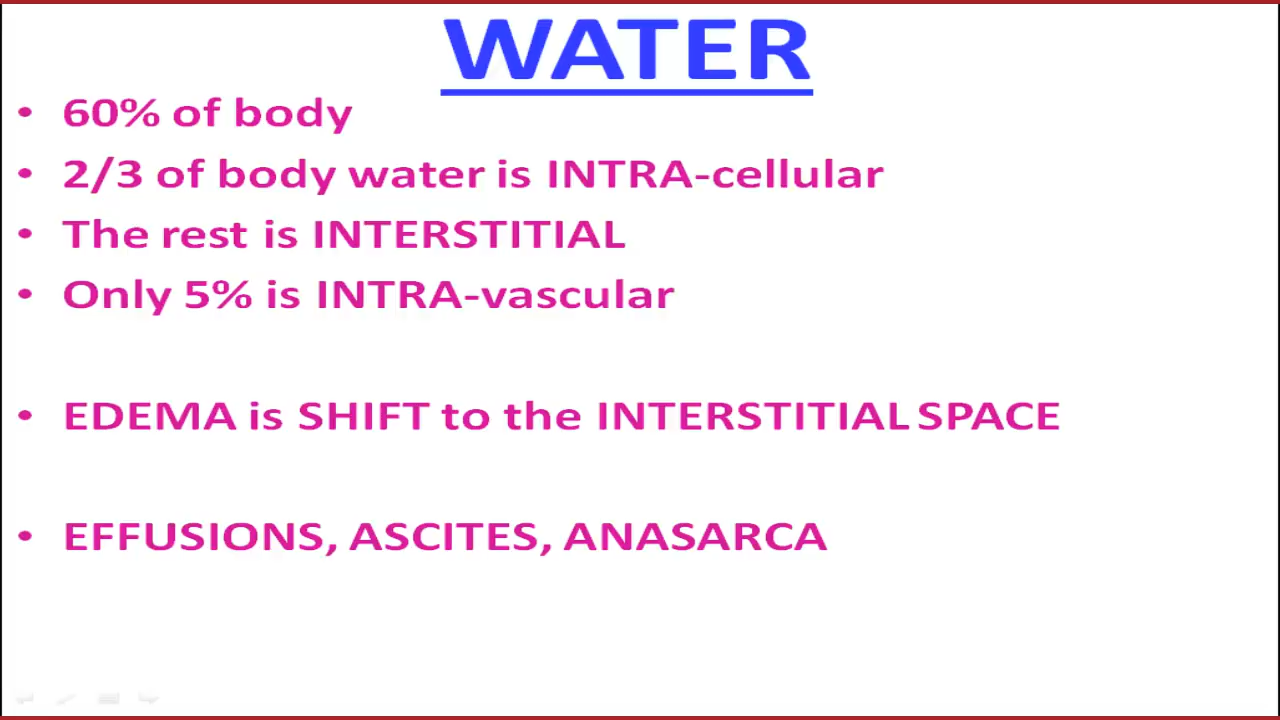 WATER
• 60% of body
• 2/3 of body water is INTRA-cellular
• The rest is INTERSTITIAL
• Only 5% is INTRA-vascular
• EDEMA is SHIFT to the INTERSTITIAL SPACE
• EFFUSIONS, ASCITES, ANASARCA